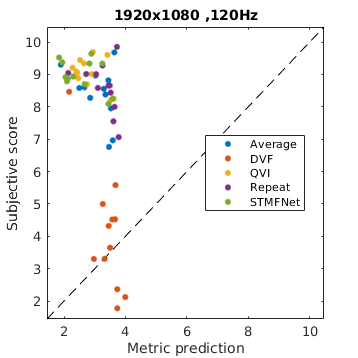 1920x1080 ,120Hz
Subjective score
10
9
8
7
6
5
4
3
2
Average
DVF
QVI
Repeat
STMFNet
2 4 6 8 10
Metric prediction